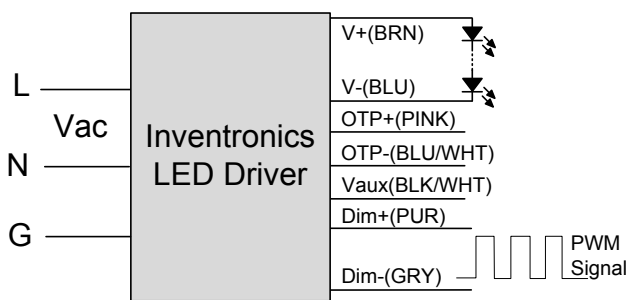 L
Vac
N
G
Inventronics
LED Driver
V+(BRN)
V-(BLU)
OTP+(PINK)
OTP-(BLU/WHT)
Vaux(BLK/WHT)
Dim+(PUR)
Dim-(GRY)
PWM
Signal